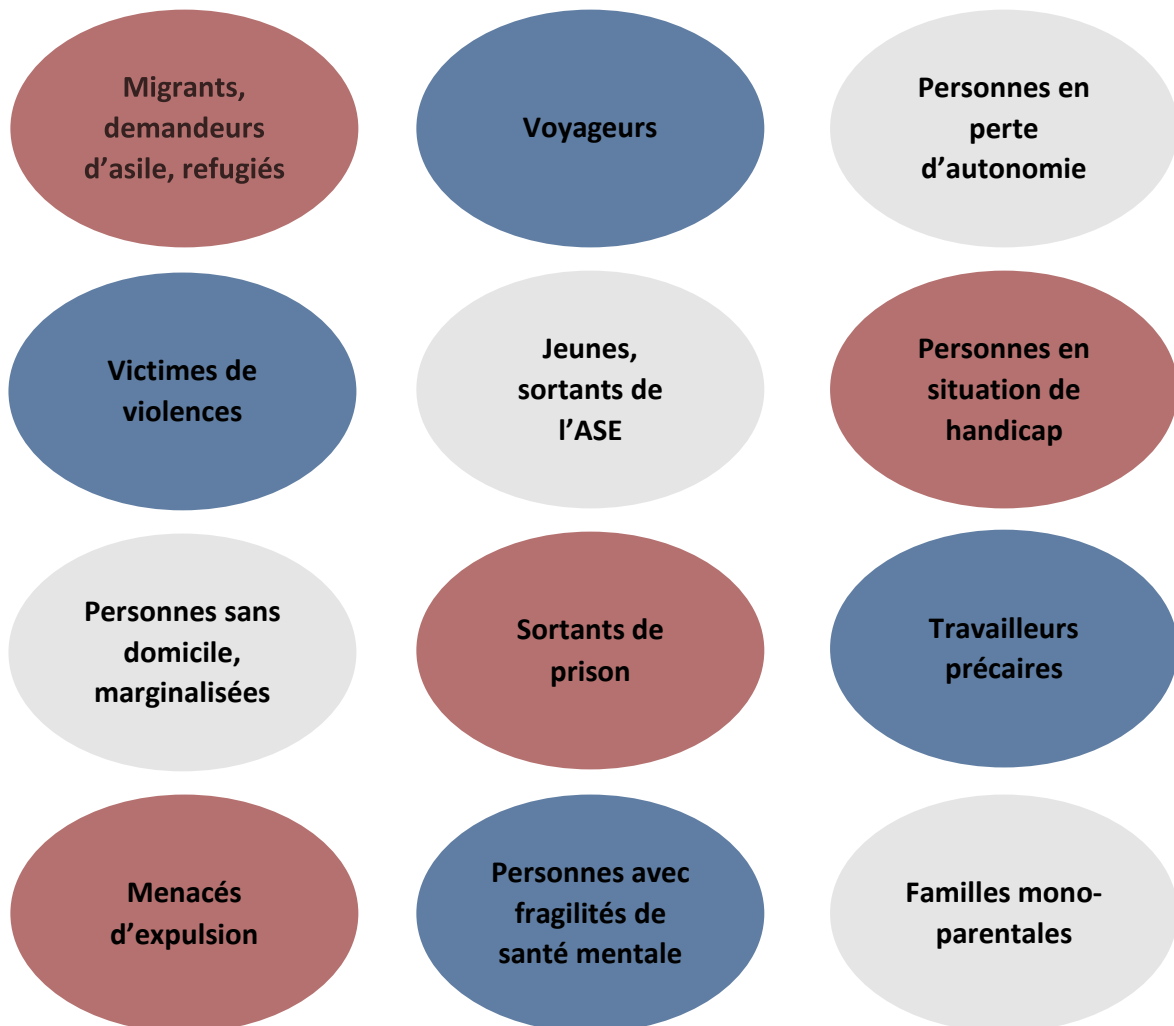 Migrants,
demandeurs
d’asile, refugiés
Voyageurs
Personnes en
perte
d’autonomie
Victimes de
violences
Jeunes,
sortants de
l’ASE
Personnes en
situation de
handicap
Personnes sans
domicile,
marginalisées
Sortants de
prison
Travailleurs
précaires
Menacés
d’expulsion
Personnes avec
fragilités de
santé mentale
Familles mono-
parentales